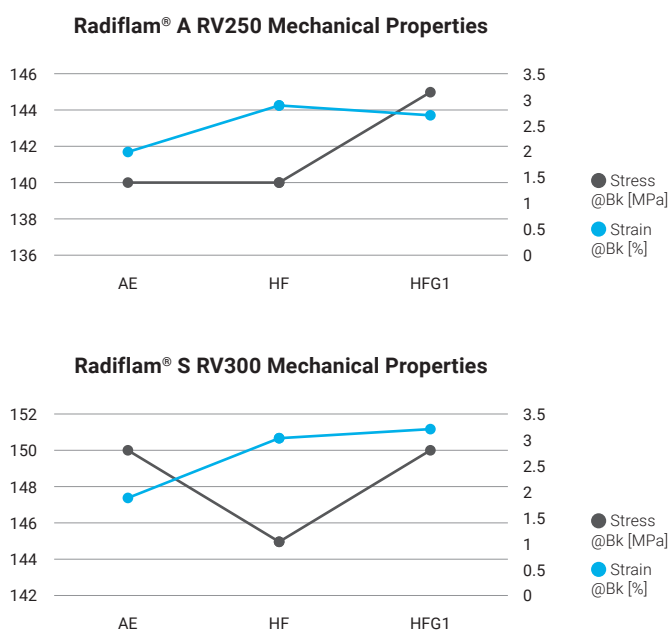 Radiflam® A RV250 Mechanical Properties
146
144
142
140
138
136
3.5
3
2.5
2
1.5
1
0.5
0
AE
HF
HFG1
Stress
@Bk [MPa]
Strain
@Bk [%]
Radiflam® S RV300 Mechanical Properties
152
150
148
146
144
142
3.5
3
2.5
2
1.5
1
0.5
0
AE
HF
HFG1
Stress
@Bk [MPa]
Strain
@Bk [%]